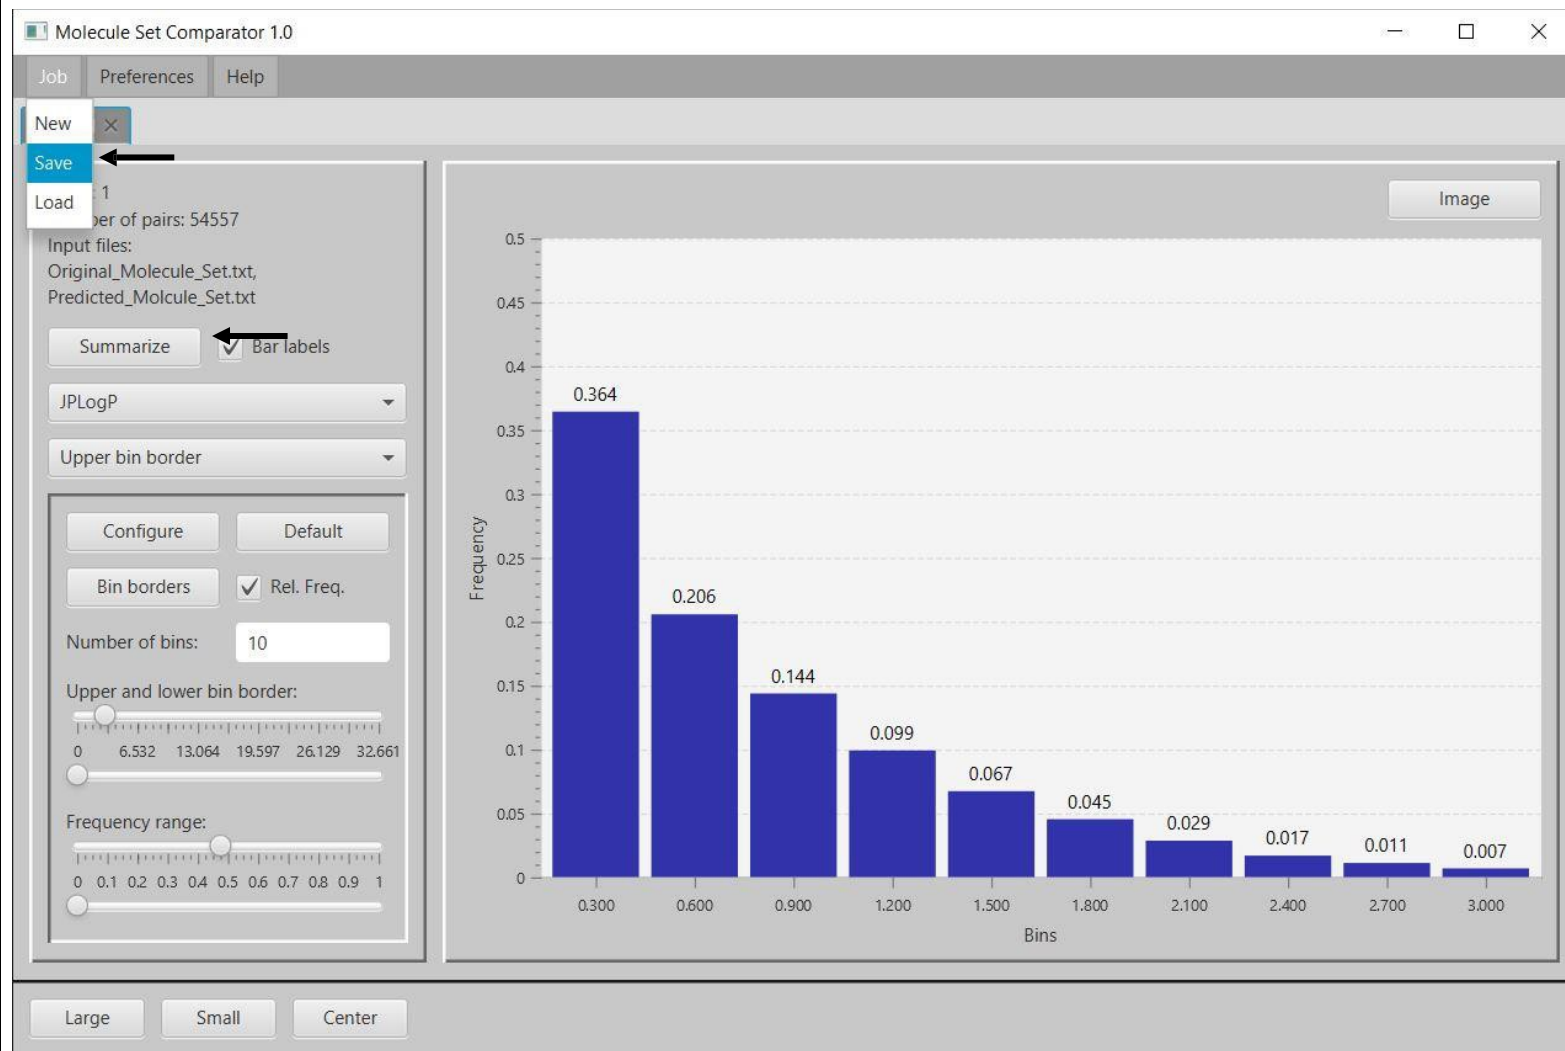 Molecule Set Comparator 1.0
Job Preferences Help
New
Save
Load
: 1
er of pairs: 54557
Input files:
Original_Molecule_Set.txt,
Predicted_Molcule_Set.txt
Summarize Bar labels
JPLogP
Upper bin border
Configure Default
Bin borders Rel. Freq.
Number of bins: 10
Upper and lower bin border:
0 6.532 13.064 19.597 26.129 32.661
Frequency range:
0 0.1 0.2 0.3 0.4 0.5 0.6 0.7 0.8 0.9 1
Image
0.5
0.45
0.4
0.35
0.3
0.25
0.2
0.15
0.1
0.05
0
Frequency
0.364
0.206
0.144
0.099
0.067
0.045
0.029
0.017
0.011
0.007
0.300 0.600 0.900 1.200 1.500 1.800 2.100 2.400 2.700 3.000
Bins
Large Small Center